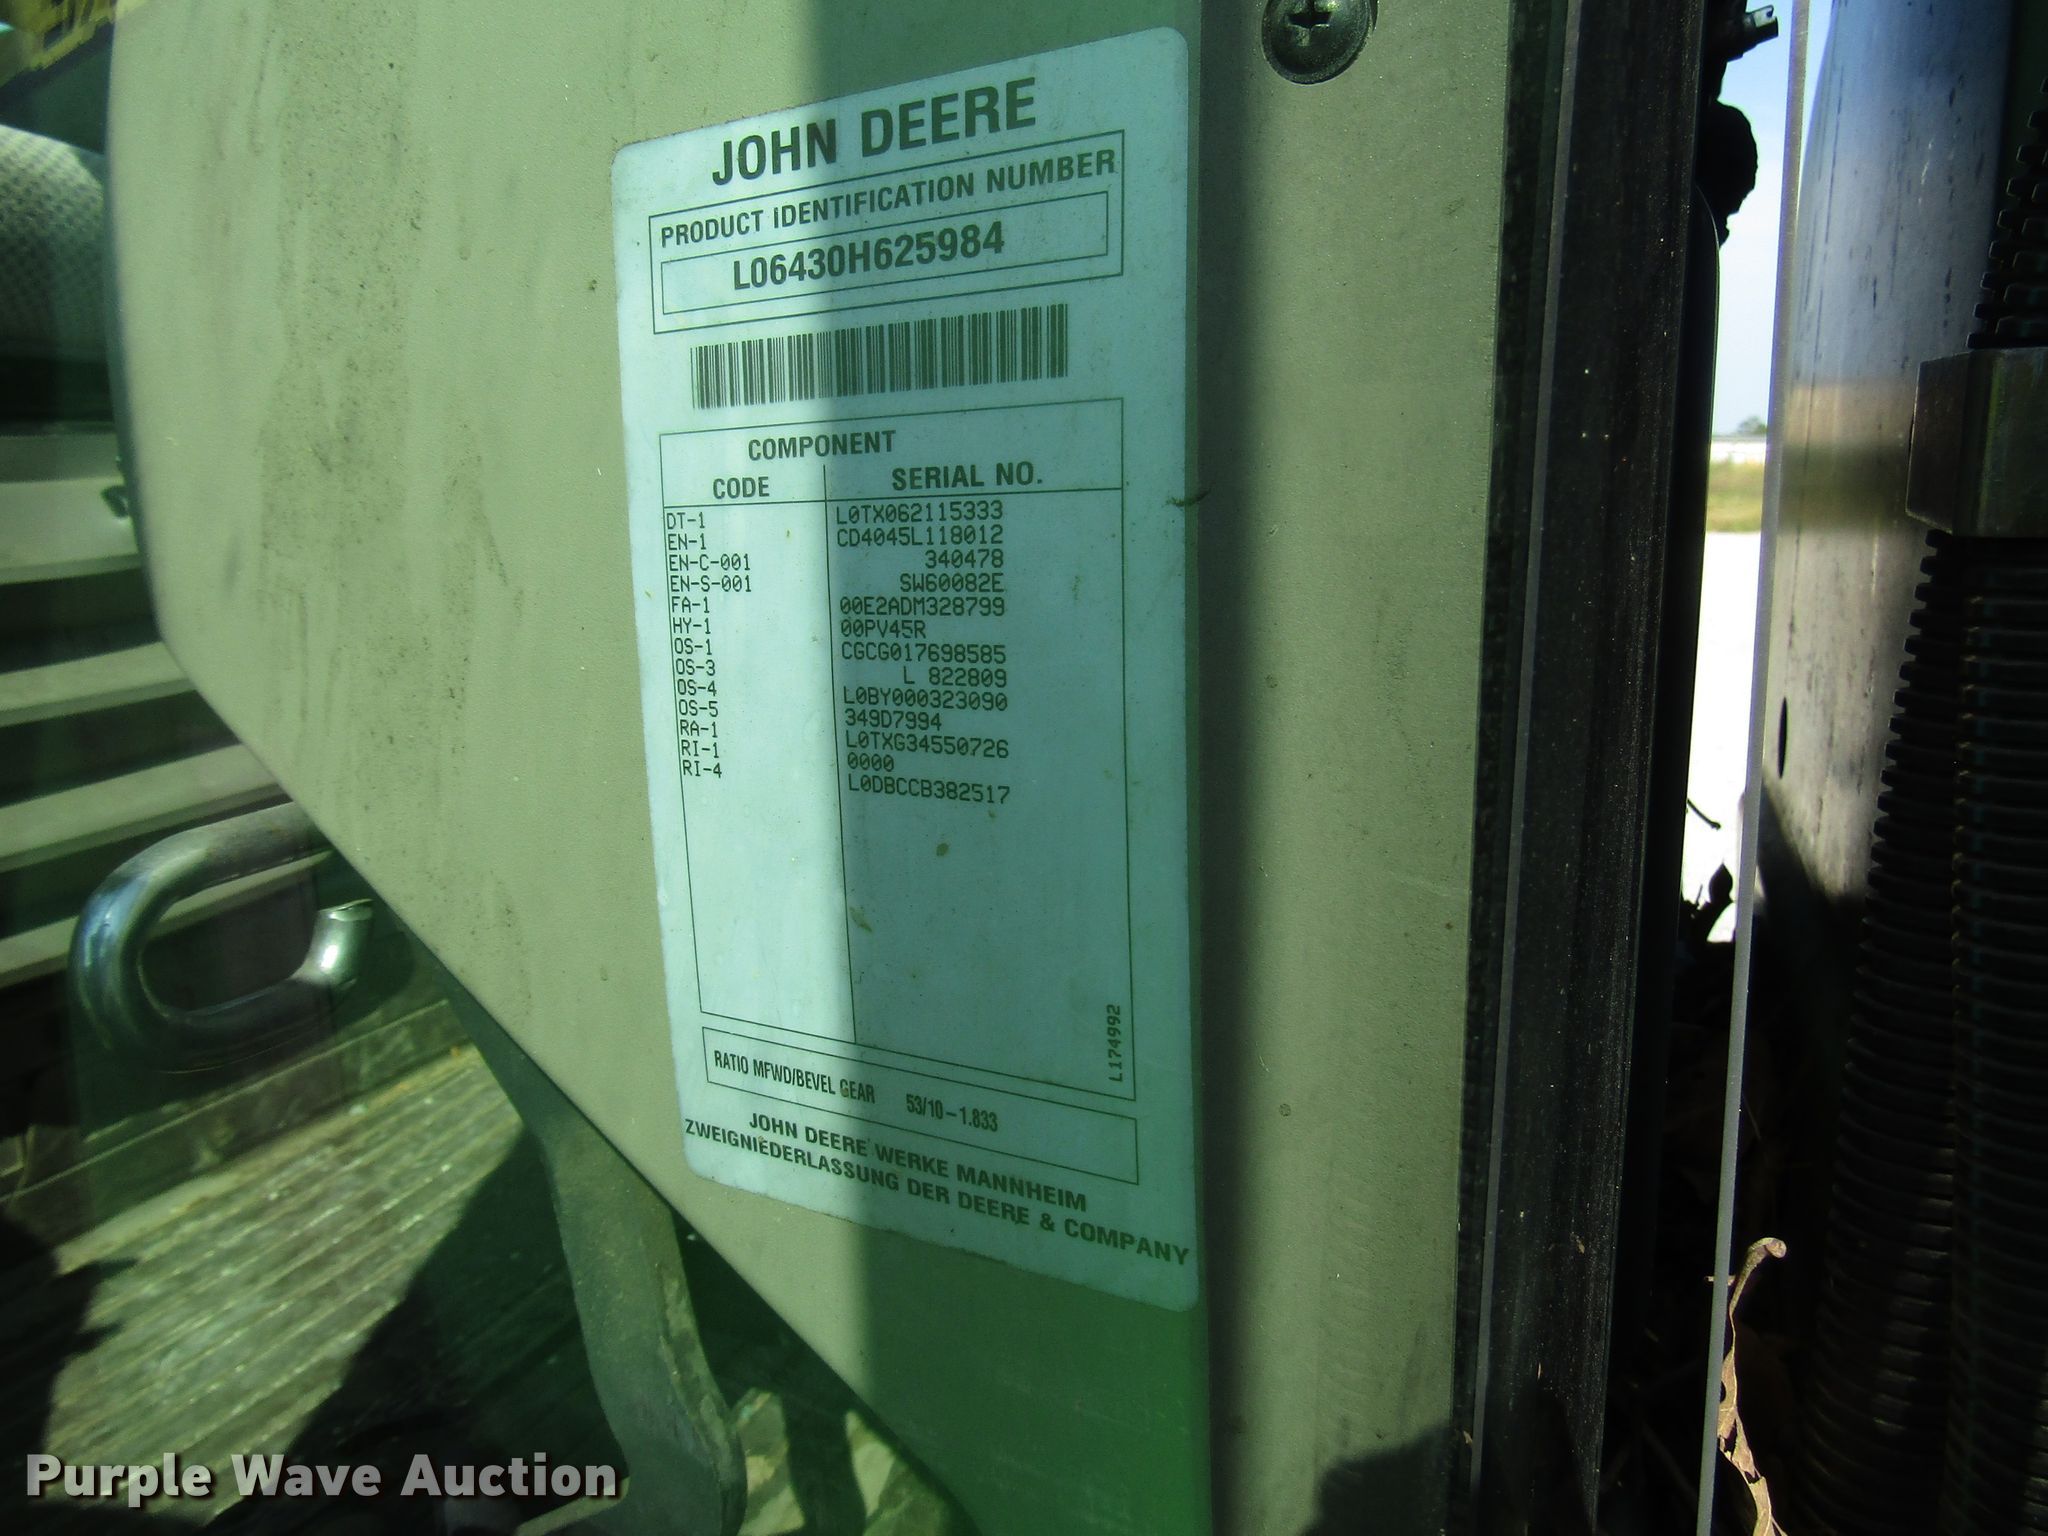 JOHN DEERE
PRODUCT IDENTIFICATION NUMBER
L06430H625984
COMPONENT
CODE SERIAL NO.
DT-1 L0TX062115333
EN-1 CD4045L118012
EN-C-001 340478
EN-S-001 SW60082E
FA-1 00E2ADM328799
HY-1 00PV45R
OS-1 CGCG017698585
OS-3 L 822809
OS-4 L0BY000323090
OS-5 349D7994
RA-1 L0TXG34550726
RI-1 0000
RI-4 L0DBCCB382517
L174992
RATIO MFWD/BEVEL GEAR 53/10-1.833
JOHN DEERE WERKE MANNHEIM
ZWEIGNIEDERLASSUNG DER DEERE & COMPANY
Purple Wave Auction